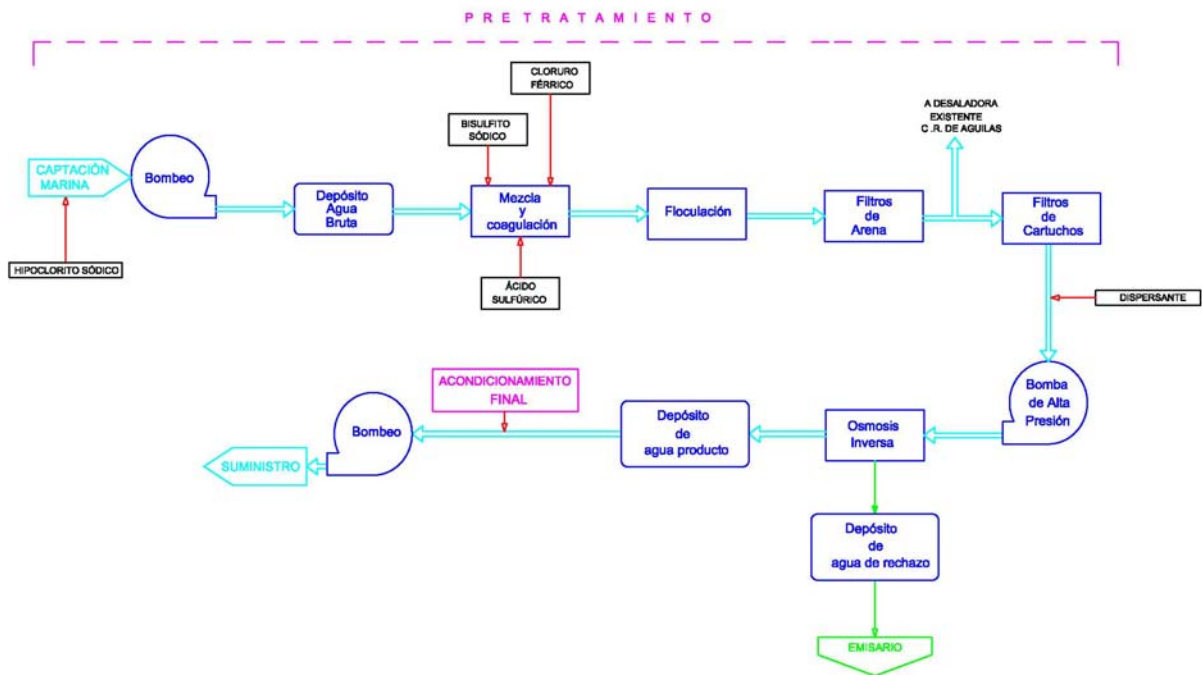 PRETRATAMIENTO
CLORURO
FÉRRICO
BISULFITO
SÓDICO
A DESALADORA
EXISTENTE
C .R. DE AGUILAS
CAPTACIÓN
MARINA
Bombeo
Depósito
Agua
Bruta
Mezcla
y
coagulación
Floculación
Filtros
de
Arena
Filtros
de
Cartuchos
HIPOCLORITO SÓDICO
ÁCIDO
SULFÚRICO
DISPERSANTE
ACONDICIONAMIENTO
FINAL
Bomba
de Alta
Presión
Osmosis
Inversa
Depósito
de
agua producto
Bombeo
SUMINISTRO
Depósito
de
agua de rechazo
EMISARIO